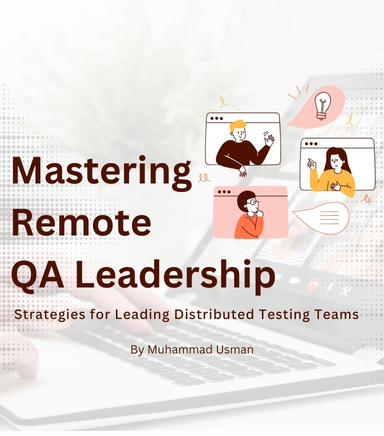 Mastering
Remote
QA Leadership
Strategies for Leading Distributed Testing Teams
By Muhammad Usman